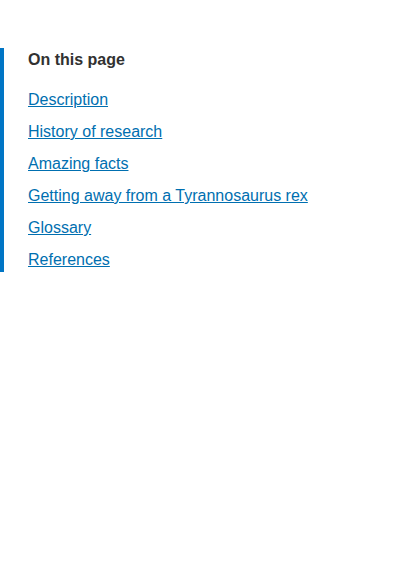 On this page
Description
History of research
Amazing facts
Getting away from a Tyrannosaurus rex
Glossary
References